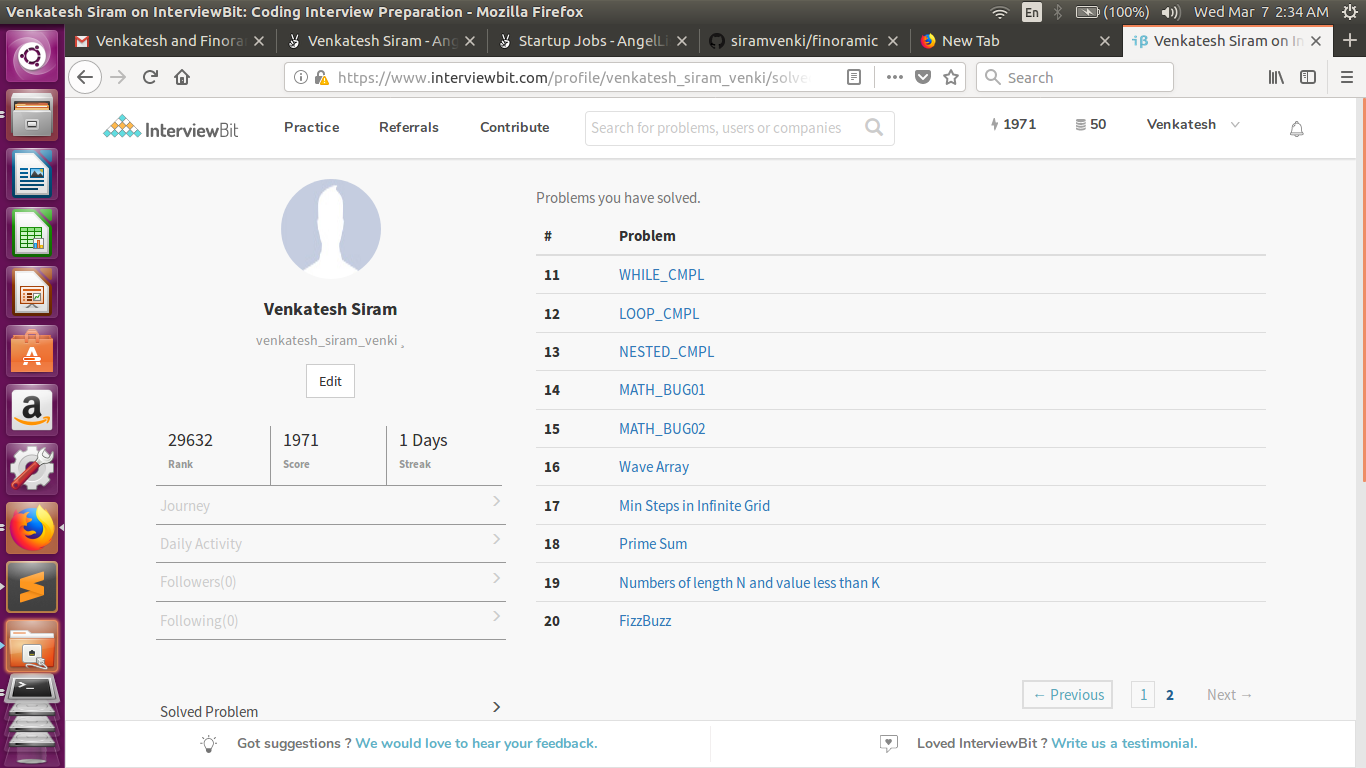 Venkatesh Siram on InterviewBit: Coding Interview Preparation - Mozilla Firefox
En (100%) Wed Mar 7 2:34 AM
Venkatesh and Finora
Venkatesh Siram - Ang
Startup Jobs - AngelLi
siramvenki/finoramic
New Tab
Venkatesh Siram on In
https://www.interviewbit.com/profile/venkatesh_siram_venki/solve
Search
InterviewBit
Practice
Referrals
Contribute
Search for problems, users or companies
1971
50
Venkatesh
Venkatesh Siram
venkatesh_siram_venki
Edit
29632 1971 1 Days
Rank Score Streak
Journey
Daily Activity
Followers(0)
Following(0)
Solved Problem
Problems you have solved.
# Problem
11 WHILE_CMPL
12 LOOP_CMPL
13 NESTED_CMPL
14 MATH_BUG01
15 MATH_BUG02
16 Wave Array
17 Min Steps in Infinite Grid
18 Prime Sum
19 Numbers of length N and value less than K
20 FizzBuzz
← Previous 1 2 Next →
Got suggestions ? We would love to hear your feedback.
Loved InterviewBit ? Write us a testimonial.